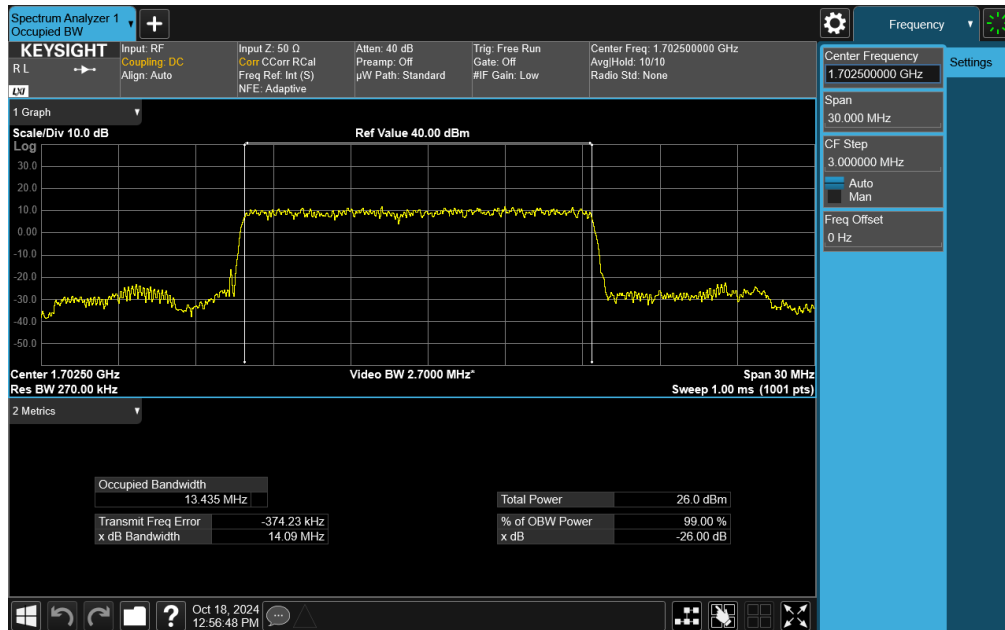 Spectrum Analyzer 1
Occupied BW
Frequency
KEYSIGHT
R L
LXI
Input: RF
Coupling: DC
Align: Auto
Input Z: 50 Ω
Corr CCorr RCal
Freq Ref: Int (S)
NFE: Adaptive
Atten: 40 dB
Preamp: Off
µW Path: Standard
Trig: Free Run
Gate: Off
#IF Gain: Low
Center Freq: 1.702500000 GHz
Avg|Hold: 10/10
Radio Std: None
Center Frequency
1.702500000 GHz
Settings
Span
30.000 MHz
CF Step
3.000000 MHz
Auto
Man
Freq Offset
0 Hz
1 Graph
Scale/Div 10.0 dB
Ref Value 40.00 dBm
Log
30.0
20.0
10.0
0.00
-10.0
-20.0
-30.0
-40.0
-50.0
Center 1.70250 GHz
Video BW 2.7000 MHz*
Span 30 MHz
Res BW 270.00 kHz
Sweep 1.00 ms (1001 pts)
2 Metrics
Occupied Bandwidth
13.435 MHz
Total Power 26.0 dBm
Transmit Freq Error -374.23 kHz
% of OBW Power 99.00 %
x dB Bandwidth 14.09 MHz
x dB -26.00 dB
?
Oct 18, 2024
12:56:48 PM